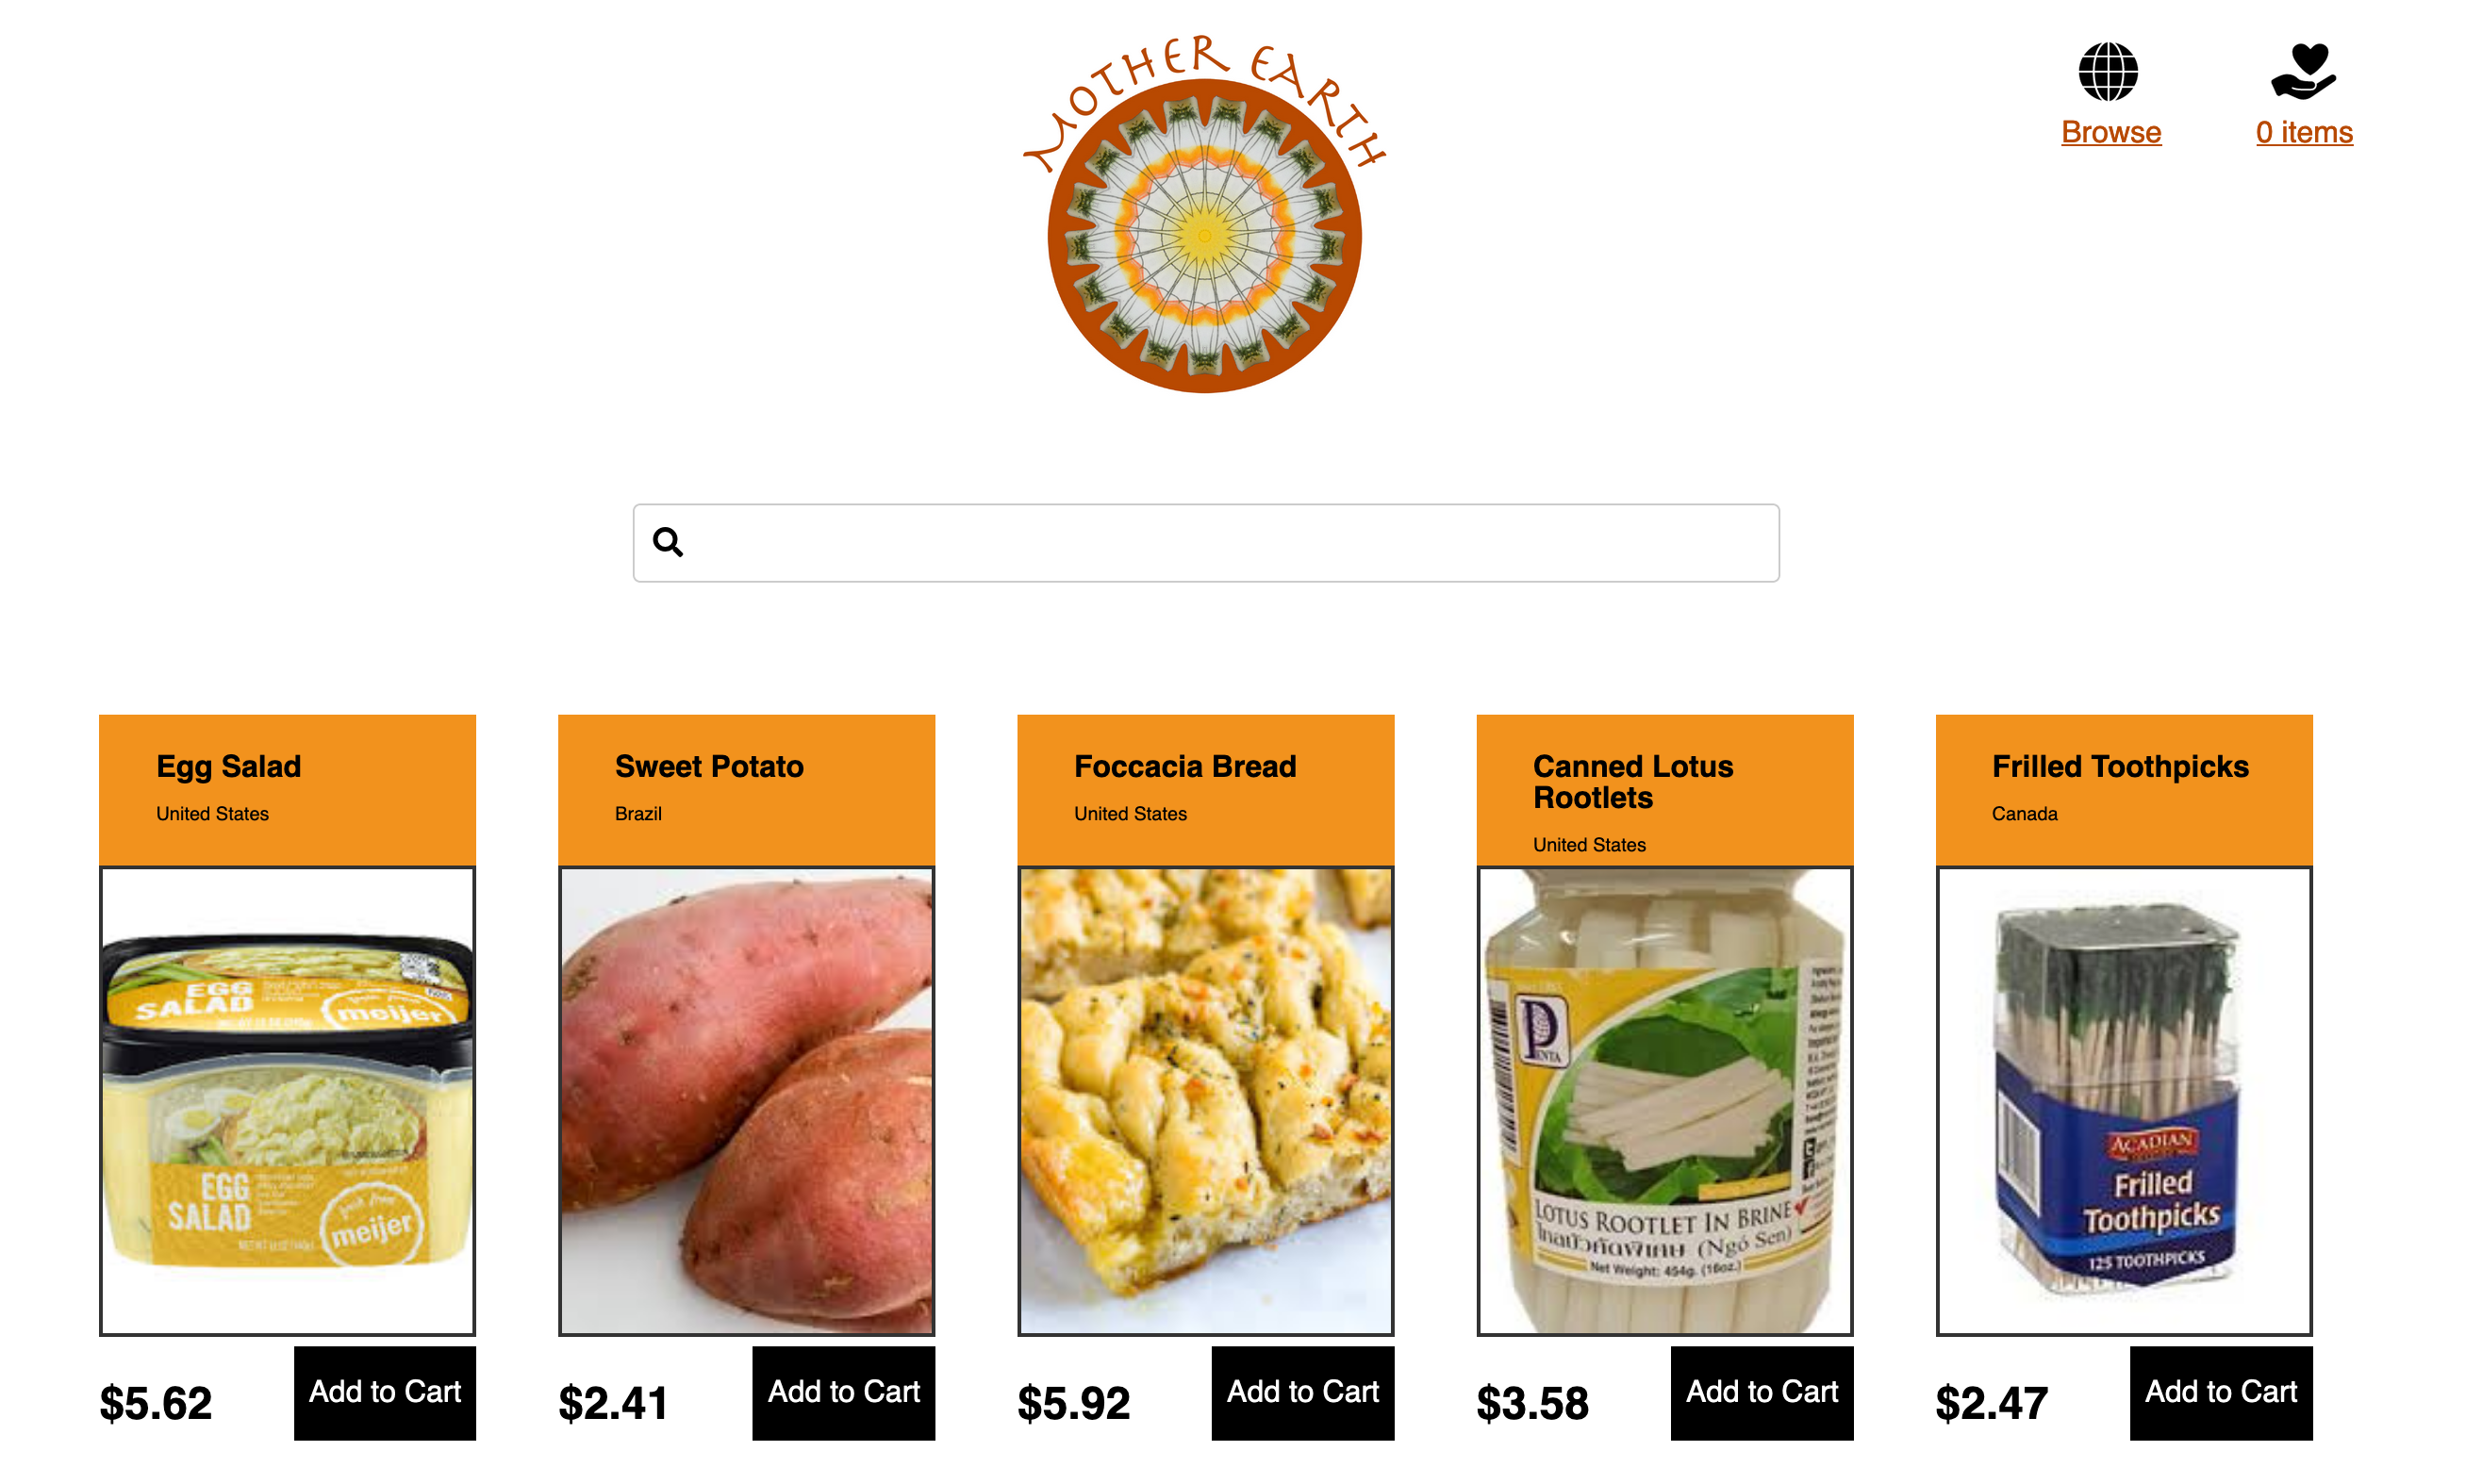 MOTHER EARTH
Browse
0 items
Egg Salad
United States
Sweet Potato
Brazil
Foccacia Bread
United States
Canned Lotus
Rootlets
United States
Frilled Toothpicks
Canada
EGG
SALAD
meijer
EGG
SALAD
meijer
PENTA
LOTUS ROOTLET IN BRINE
(Ngó Sen)
Net Weight: 454g. (16oz.)
ACADIAN
Frilled
Toothpicks
125 TOOTHPICKS
$5.62
Add to Cart
$2.41
Add to Cart
$5.92
Add to Cart
$3.58
Add to Cart
$2.47
Add to Cart